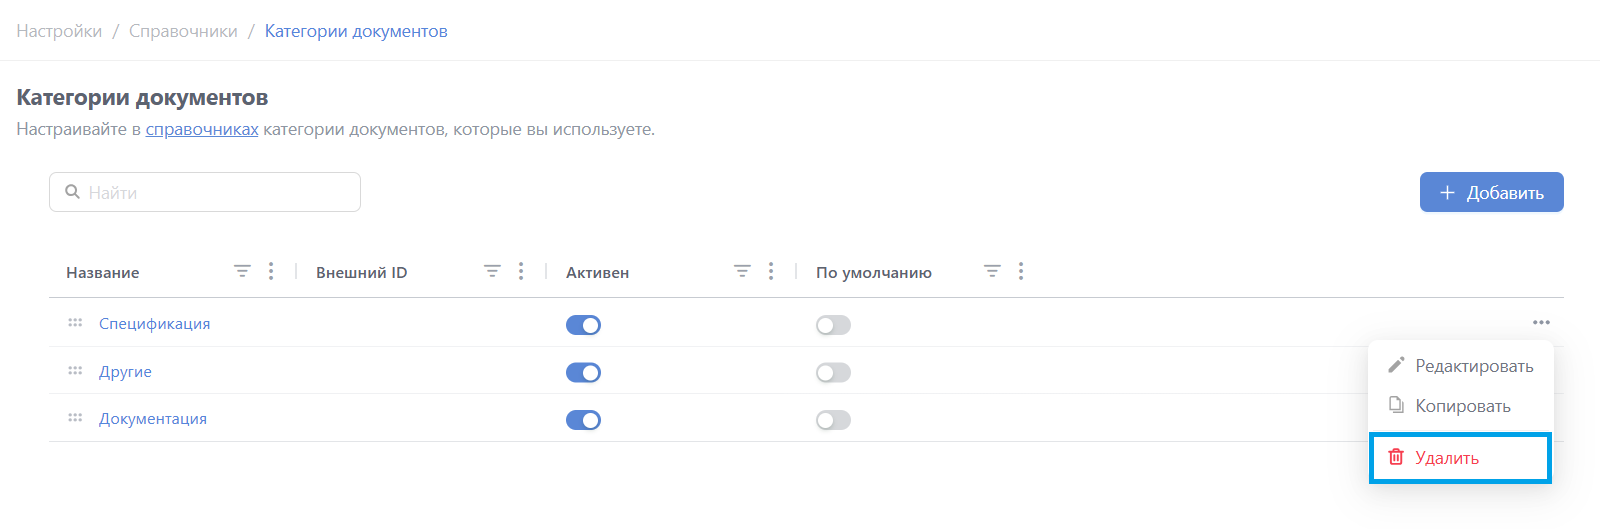 Настройки / Справочники / Категории документов
Категории документов
Настраивайте в справочниках категории документов, которые вы используете.
Найти
+ Добавить
Название Внешний ID Активен По умолчанию
Спецификация
Другие
Документация
Редактировать
Копировать
Удалить